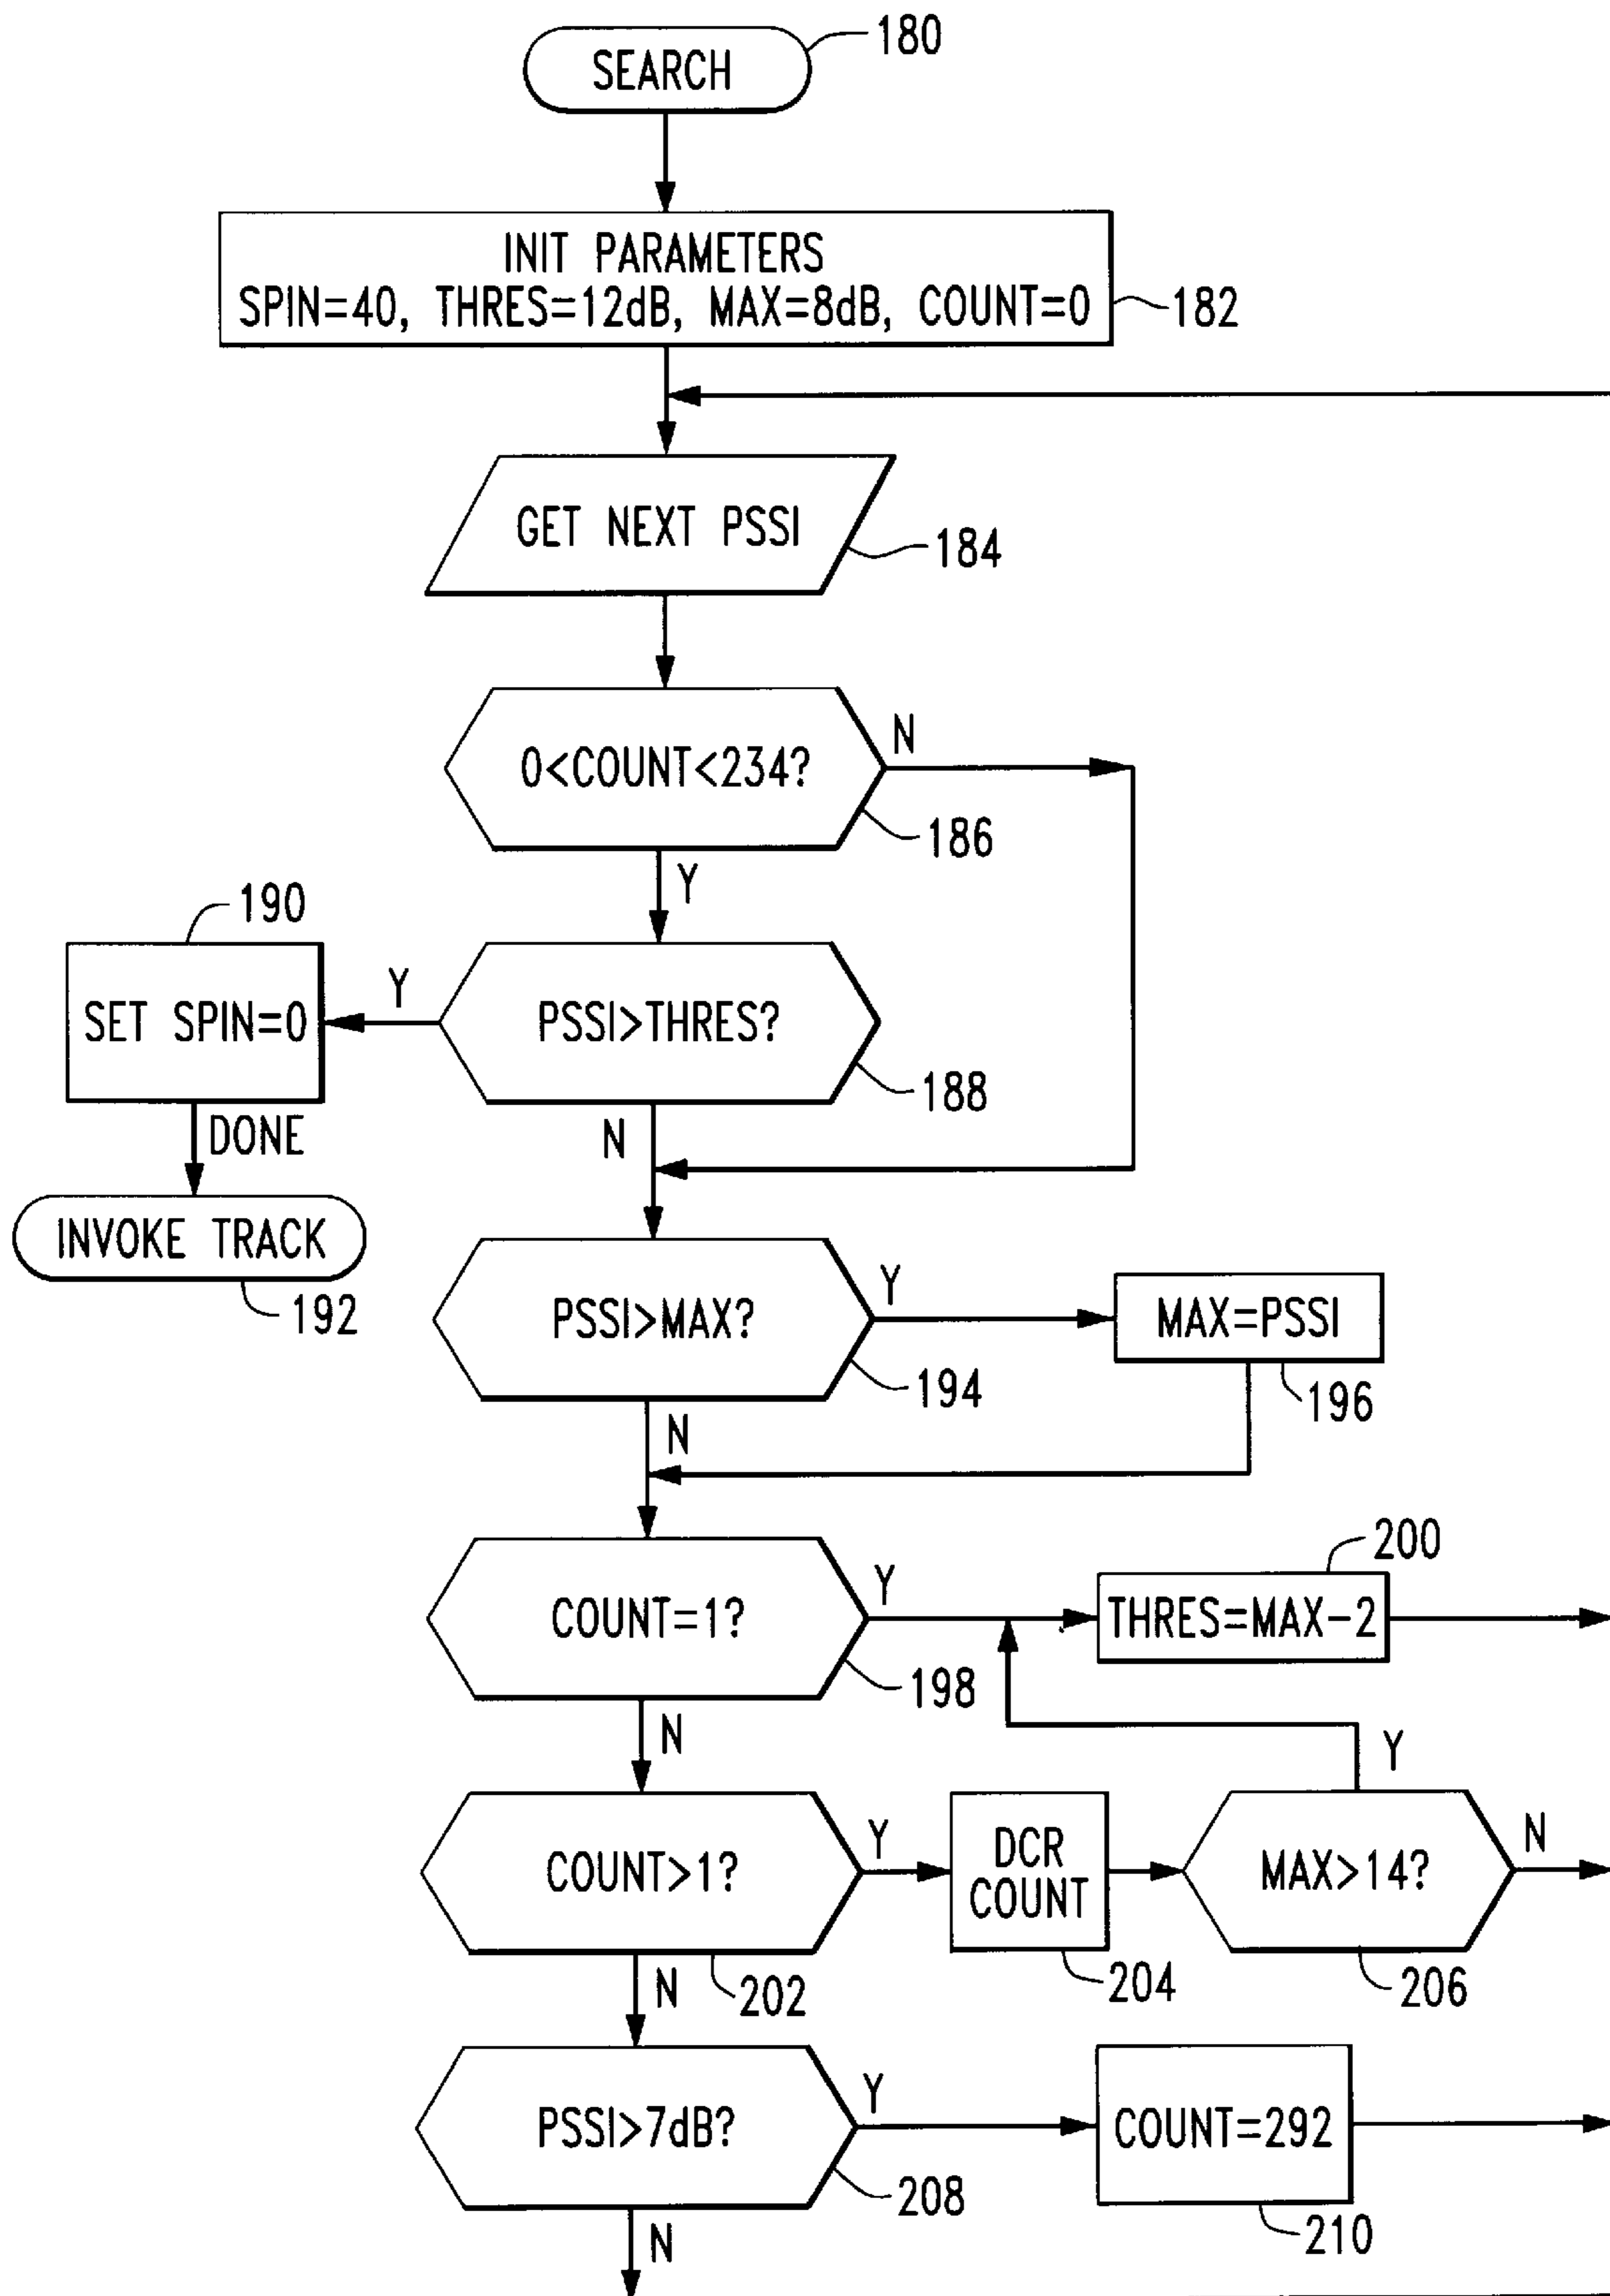 SEARCH
180
INIT PARAMETERS
SPIN=40, THRES=12dB, MAX=8dB, COUNT=0
182
GET NEXT PSSI
184
0<COUNT<234?
N
186
Y
190
SET SPIN=0
Y
PSSI>THRES?
188
DONE
N
INVOKE TRACK
192
PSSI>MAX?
Y
MAX=PSSI
194
196
N
COUNT=1?
Y
200
THRES=MAX-2
198
N
Y
COUNT>1?
Y
DCR
COUNT
MAX>14?
N
N
202
204
206
PSSI>7dB?
Y
COUNT=292
208
210
N